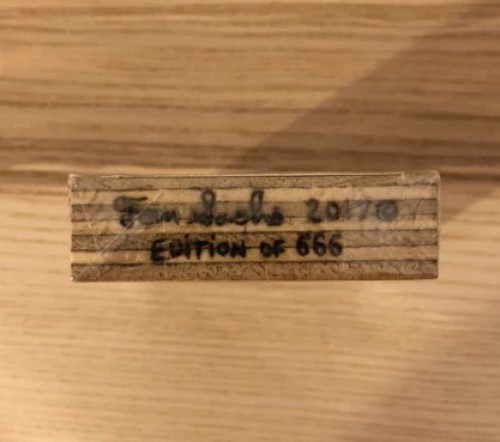 Tom Sachs 2017
EDITION OF 666